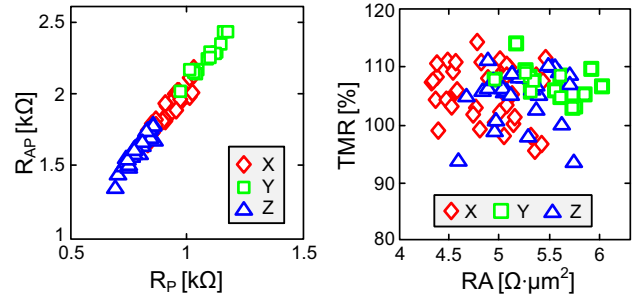 2.5
2
1.5
1
0.5
1
1.5
R_AP [kΩ]
R_P [kΩ]
X
Y
Z
120
110
100
90
80
4
4.5
5
5.5
6
TMR [%]
RA [Ω·µm²]
X Y Z